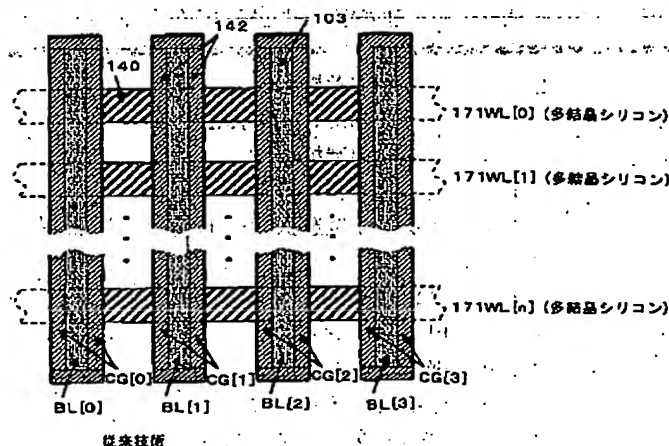 142
103
140
171WL[0] (多結晶シリコン)
171WL[1] (多結晶シリコン)
171WL[n] (多結晶シリコン)
CG[0]
CG[1]
CG[2]
CG[3]
BL[0]
BL[1]
BL[2]
BL[3]
従来技術